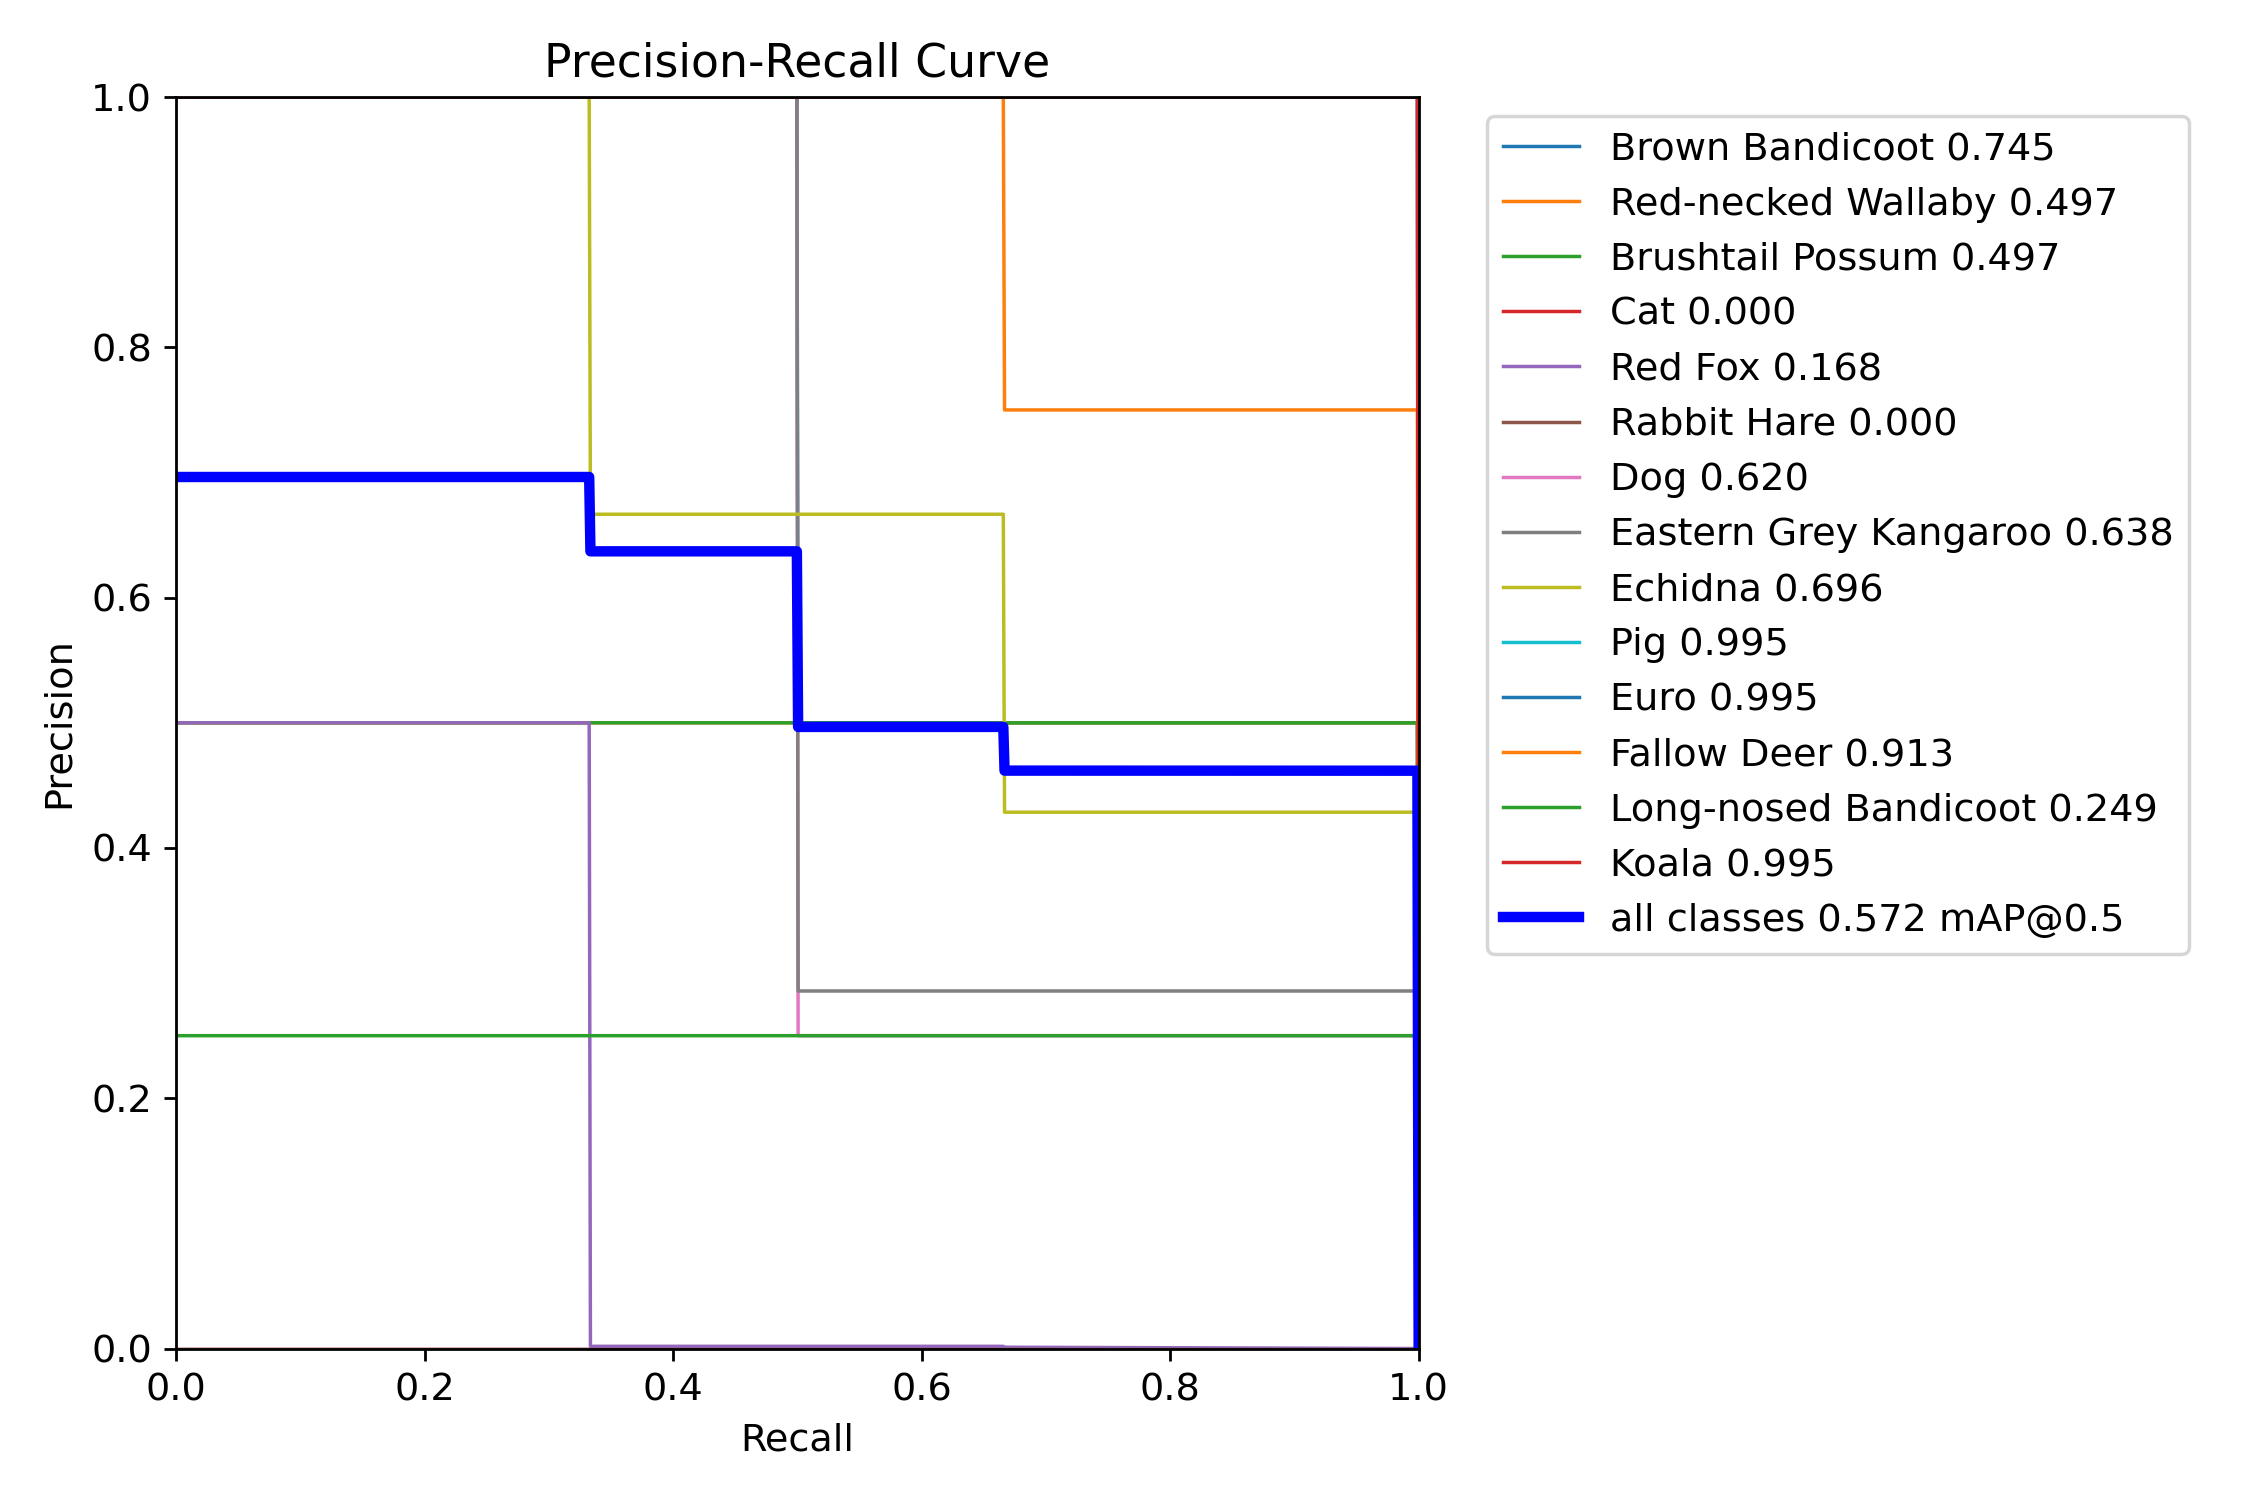 Precision-Recall Curve
1.0
0.8
0.6
0.4
0.2
0.0
Precision
0.0 0.2 0.4 0.6 0.8 1.0
Recall
Brown Bandicoot 0.745
Red-necked Wallaby 0.497
Brushtail Possum 0.497
Cat 0.000
Red Fox 0.168
Rabbit Hare 0.000
Dog 0.620
Eastern Grey Kangaroo 0.638
Echidna 0.696
Pig 0.995
Euro 0.995
Fallow Deer 0.913
Long-nosed Bandicoot 0.249
Koala 0.995
all classes 0.572 mAP@0.5